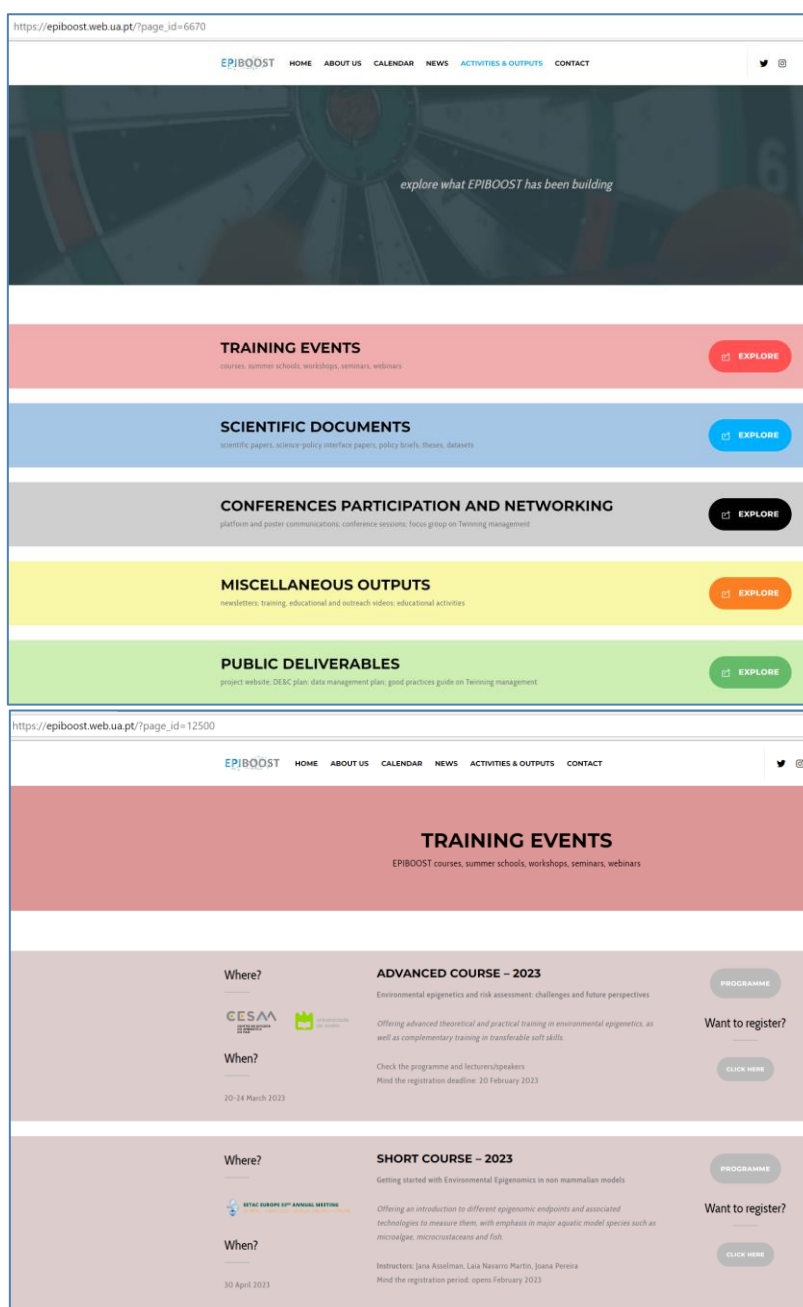 https://epiboost.web.ua.pt/?page_id=6670
EPIBOOST HOME ABOUT US CALENDAR NEWS ACTIVITIES & OUTPUTS CONTACT
explore what EPIBOOST has been building
TRAINING EVENTS
courses, summer schools, workshops, seminars, webinars
EXPLORE
SCIENTIFIC DOCUMENTS
scientific papers, science-policy interface papers, policy briefs, theses, datasets
EXPLORE
CONFERENCES PARTICIPATION AND NETWORKING
platform and poster communications; conference sessions; focus group on Twinning management
EXPLORE
MISCELLANEOUS OUTPUTS
newsletters; training, educational and outreach videos; educational activities
EXPLORE
PUBLIC DELIVERABLES
project website; DE&C plan; data management plan; good practices guide on Twinning management
EXPLORE
https://epiboost.web.ua.pt/?page_id=12500
EPIBOOST HOME ABOUT US CALENDAR NEWS ACTIVITIES & OUTPUTS CONTACT
TRAINING EVENTS
EPIBOOST courses, summer schools, workshops, seminars, webinars
Where?
CESAM
When?
20-24 March 2023
ADVANCED COURSE – 2023
Environmental epigenetics and risk assessment: challenges and future perspectives
Offering advanced theoretical and practical training in environmental epigenetics, as
well as complementary training in transferable soft skills
Check the programme and lecturers/speakers
Mind the registration deadline: 20 February 2023
PROGRAMME
Want to register?
CLICK HERE
Where?
SETAC EUROPE 33RD ANNUAL MEETING
When?
30 April 2023
SHORT COURSE – 2023
Getting started with Environmental Epigenomics in non mammalian models
Offering an introduction to different epigenomic endpoints and associated
technologies to measure them, with emphasis in major aquatic model species such as
microalgae, microcrustaceans and fish.
Instructors: Jana Asselman, Laia Navarro Martin, Joana Pereira
Mind the registration period: opens February 2023
PROGRAMME
Want to register?
CLICK HERE